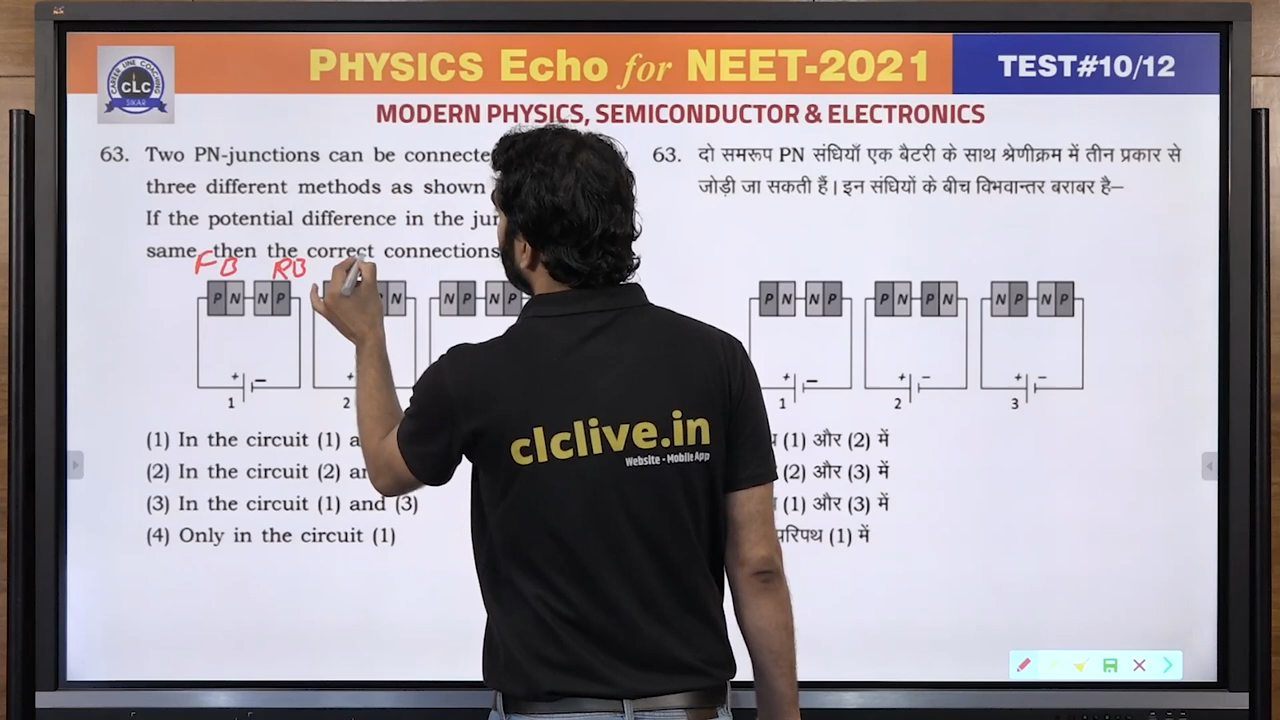 PHYSICS Echo for NEET-2021
TEST#10/12
CAREER LINE COACHING
CLC
SIKAR
MODERN PHYSICS, SEMICONDUCTOR & ELECTRONICS
63. Two PN-junctions can be
three different methods as shown
If the potential difference in the
same then the correct connections
FB RB
P N N P
N
N P N P
+ −
1
+
2
(1) In the circuit (1)
(2) In the circuit (2)
(3) In the circuit (1) and (3)
(4) Only in the circuit (1)
63. दो समरूप PN संधियाँ एक बैटरी के साथ श्रेणीक्रम में तीन प्रकार से
जोड़ी जा सकती हैं। इन संधियों के बीच विभवान्तर बराबर है–
P N N P
P N P N
N P N P
+ −
1
+ −
2
+ −
3
(1) और (2) में
(2) और (3) में
(1) और (3) में
परिपथ (1) में
clclive.in
Website - Mobile App